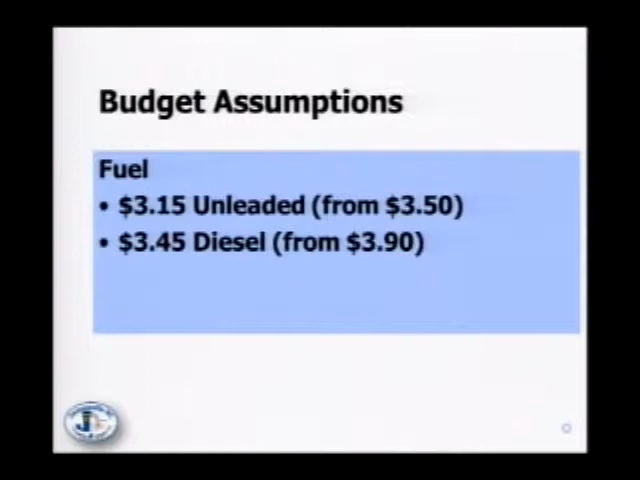 Budget Assumptions
Fuel
• $3.15 Unleaded (from $3.50)
• $3.45 Diesel (from $3.90)